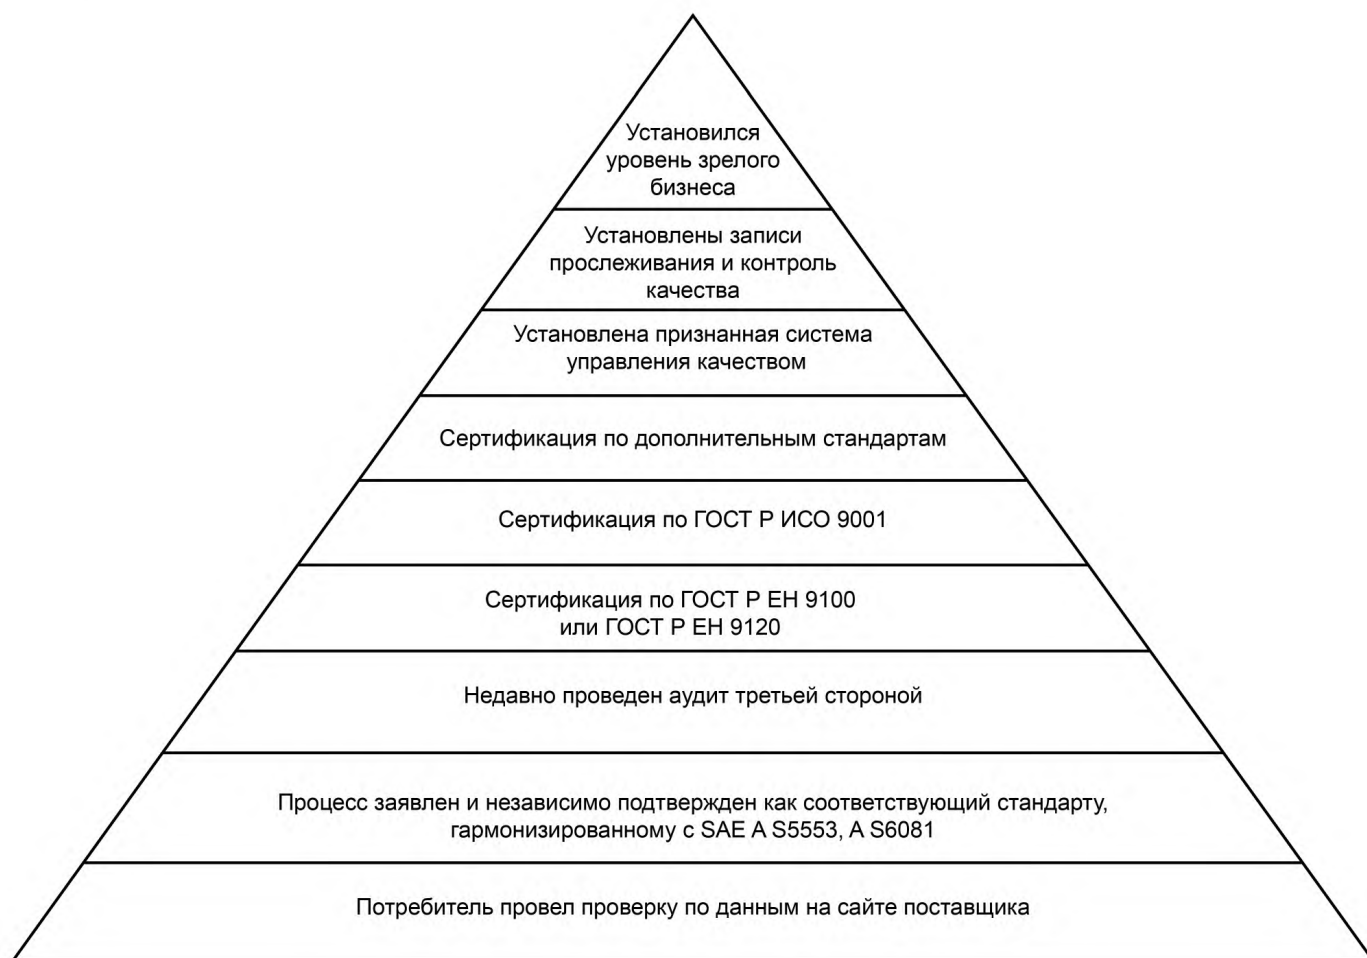 Установился
уровень зрелого
бизнеса
Установлены записи
прослеживания и контроль
качества
Установлена признанная система
управления качеством
Сертификация по дополнительным стандартам
Сертификация по ГОСТ Р ИСО 9001
Сертификация по ГОСТ Р ЕН 9100
или ГОСТ Р ЕН 9120
Недавно проведен аудит третьей стороной
Процесс заявлен и независимо подтвержден как соответствующий стандарту,
гармонизированному с SAE A S5553, A S6081
Потребитель провел проверку по данным на сайте поставщика